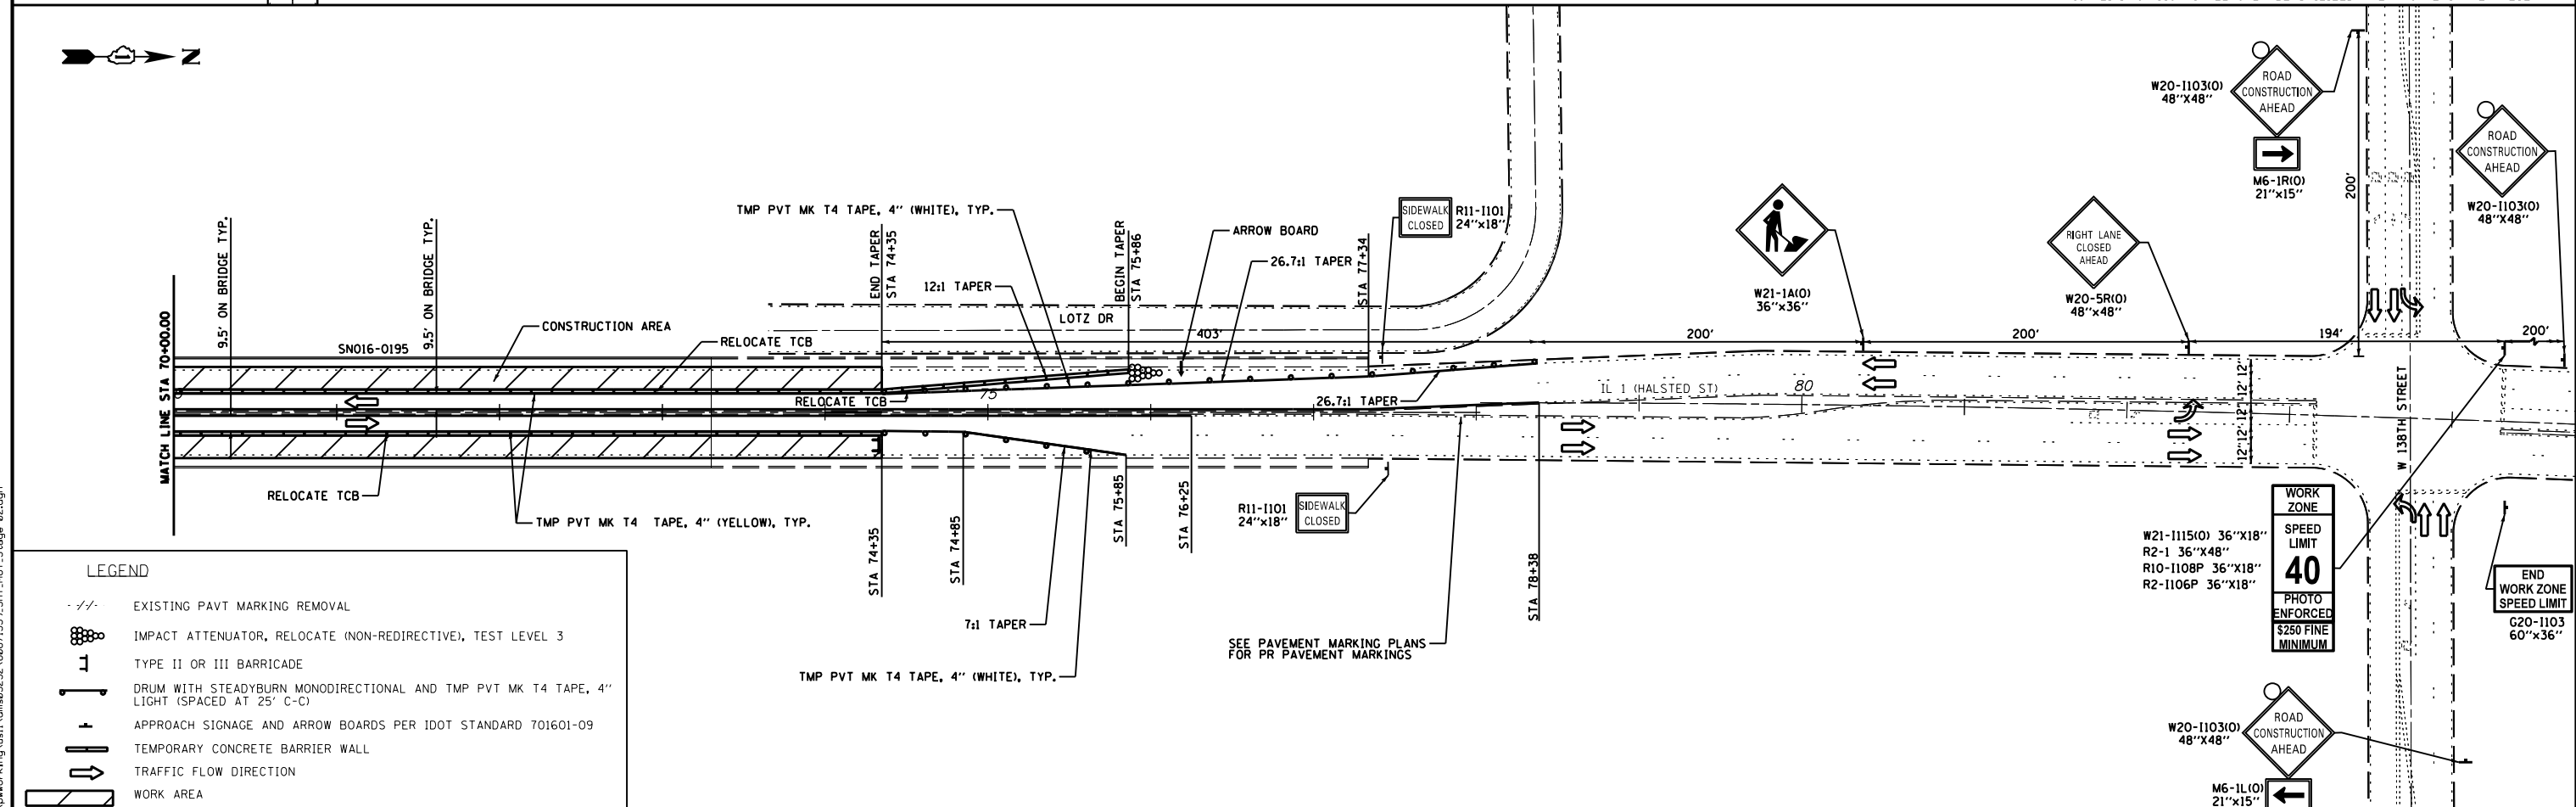 N
ROAD
CONSTRUCTION
AHEAD
W20-I103(O)
48"X48"
M6-1R(O)
21"x15"
200'
ROAD
CONSTRUCTION
AHEAD
W20-I103(O)
48"X48"
TMP PVT MK T4 TAPE, 4" (WHITE), TYP.
SIDEWALK
CLOSED
R11-I101
24"x18"
ARROW BOARD
26.7:1 TAPER
12:1 TAPER
W21-1A(O)
36"x36"
RIGHT LANE
CLOSED
AHEAD
W20-5R(O)
48"x48"
9.5' ON BRIDGE TYP.
9.5' ON BRIDGE TYP.
END TAPER
STA 74+35
BEGIN TAPER
STA 75+86
STA 77+34
MATCH LINE STA 70+00.00
CONSTRUCTION AREA
SN016-0195
RELOCATE TCB
LOTZ DR
403'
200'
200'
194'
200'
RELOCATE TCB
75
26.7:1 TAPER
IL 1 (HALSTED ST)
80
12' 12' 12' 12' 12'
W 138TH STREET
RELOCATE TCB
TMP PVT MK T4 TAPE, 4" (YELLOW), TYP.
STA 74+35
STA 74+85
STA 75+85
STA 76+25
R11-I101
24"x18"
SIDEWALK
CLOSED
STA 78+38
7:1 TAPER
SEE PAVEMENT MARKING PLANS
FOR PR PAVEMENT MARKINGS
TMP PVT MK T4 TAPE, 4" (WHITE), TYP.
W21-I115(O) 36"X18"
R2-1 36"X48"
R10-I108P 36"X18"
R2-I106P 36"X18"
WORK
ZONE
SPEED
LIMIT
40
PHOTO
ENFORCED
$250 FINE
MINIMUM
END
WORK ZONE
SPEED LIMIT
G20-I103
60"x36"
W20-I103(O)
48"X48"
ROAD
CONSTRUCTION
AHEAD
M6-1L(O)
21"x15"
LEGEND
EXISTING PAVT MARKING REMOVAL
IMPACT ATTENUATOR, RELOCATE (NON-REDIRECTIVE), TEST LEVEL 3
TYPE II OR III BARRICADE
DRUM WITH STEADYBURN MONODIRECTIONAL AND TMP PVT MK T4 TAPE, 4"
LIGHT (SPACED AT 25' C-C)
APPROACH SIGNAGE AND ARROW BOARDS PER IDOT STANDARD 701601-09
TEMPORARY CONCRETE BARRIER WALL
TRAFFIC FLOW DIRECTION
WORK AREA